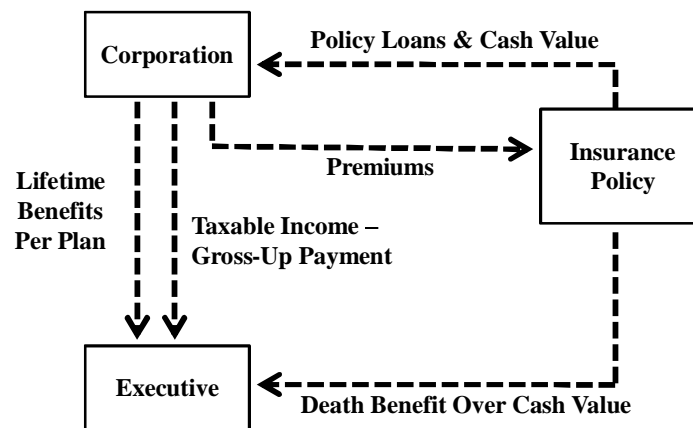 Policy Loans & Cash Value
Corporation
Premiums
Insurance
Policy
Lifetime
Benefits
Per Plan
Taxable Income –
Gross-Up Payment
Executive
Death Benefit Over Cash Value